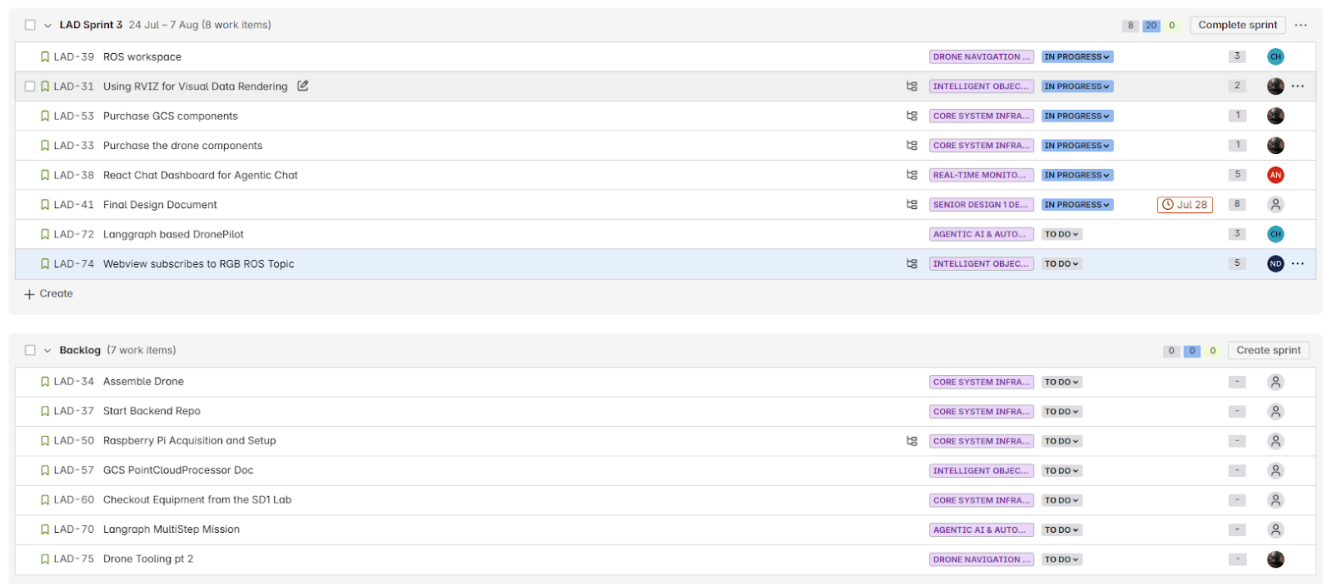 LAD Sprint 3 24 Jul – 7 Aug (8 work items) 8 20 0 Complete sprint
LAD-39 ROS workspace DRONE NAVIGATION ... IN PROGRESS 3 CH
LAD-31 Using RVIZ for Visual Data Rendering INTELLIGENT OBJEC... IN PROGRESS 2
LAD-53 Purchase GCS components CORE SYSTEM INFRA... IN PROGRESS 1
LAD-33 Purchase the drone components CORE SYSTEM INFRA... IN PROGRESS 1
LAD-38 React Chat Dashboard for Agentic Chat REAL-TIME MONITO... IN PROGRESS 5 AN
LAD-41 Final Design Document SENIOR DESIGN 1 DE... IN PROGRESS Jul 28 8
LAD-72 Langgraph based DronePilot AGENTIC AI & AUTO... TO DO 3 CH
LAD-74 Webview subscribes to RGB ROS Topic INTELLIGENT OBJEC... TO DO 5 ND
+ Create
Backlog (7 work items) 0 0 0 Create sprint
LAD-34 Assemble Drone CORE SYSTEM INFRA... TO DO -
LAD-37 Start Backend Repo CORE SYSTEM INFRA... TO DO -
LAD-50 Raspberry Pi Acquisition and Setup CORE SYSTEM INFRA... TO DO -
LAD-57 GCS PointCloudProcessor Doc INTELLIGENT OBJEC... TO DO -
LAD-60 Checkout Equipment from the SD1 Lab CORE SYSTEM INFRA... TO DO -
LAD-70 Langraph MultiStep Mission AGENTIC AI & AUTO... TO DO -
LAD-75 Drone Tooling pt 2 DRONE NAVIGATION ... TO DO -